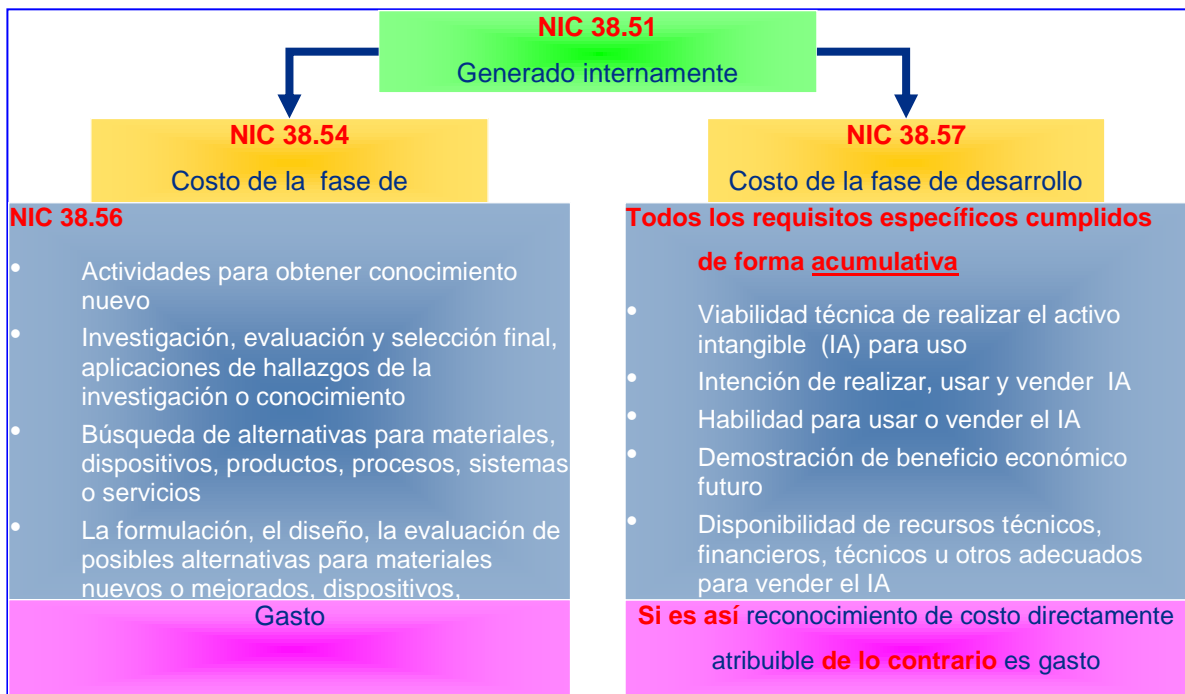 NIC 38.51
Generado internamente
NIC 38.54
Costo de la fase de
NIC 38.56
• Actividades para obtener conocimiento
nuevo
• Investigación, evaluación y selección final,
aplicaciones de hallazgos de la
investigación o conocimiento
• Búsqueda de alternativas para materiales,
dispositivos, productos, procesos, sistemas
o servicios
• La formulación, el diseño, la evaluación de
posibles alternativas para materiales
nuevos o mejorados, dispositivos,
Gasto
NIC 38.57
Costo de la fase de desarrollo
Todos los requisitos específicos cumplidos
de forma acumulativa
• Viabilidad técnica de realizar el activo
intangible (IA) para uso
• Intención de realizar, usar y vender IA
• Habilidad para usar o vender el IA
• Demostración de beneficio económico
futuro
• Disponibilidad de recursos técnicos,
financieros, técnicos u otros adecuados
para vender el IA
Si es así reconocimiento de costo directamente
atribuible de lo contrario es gasto